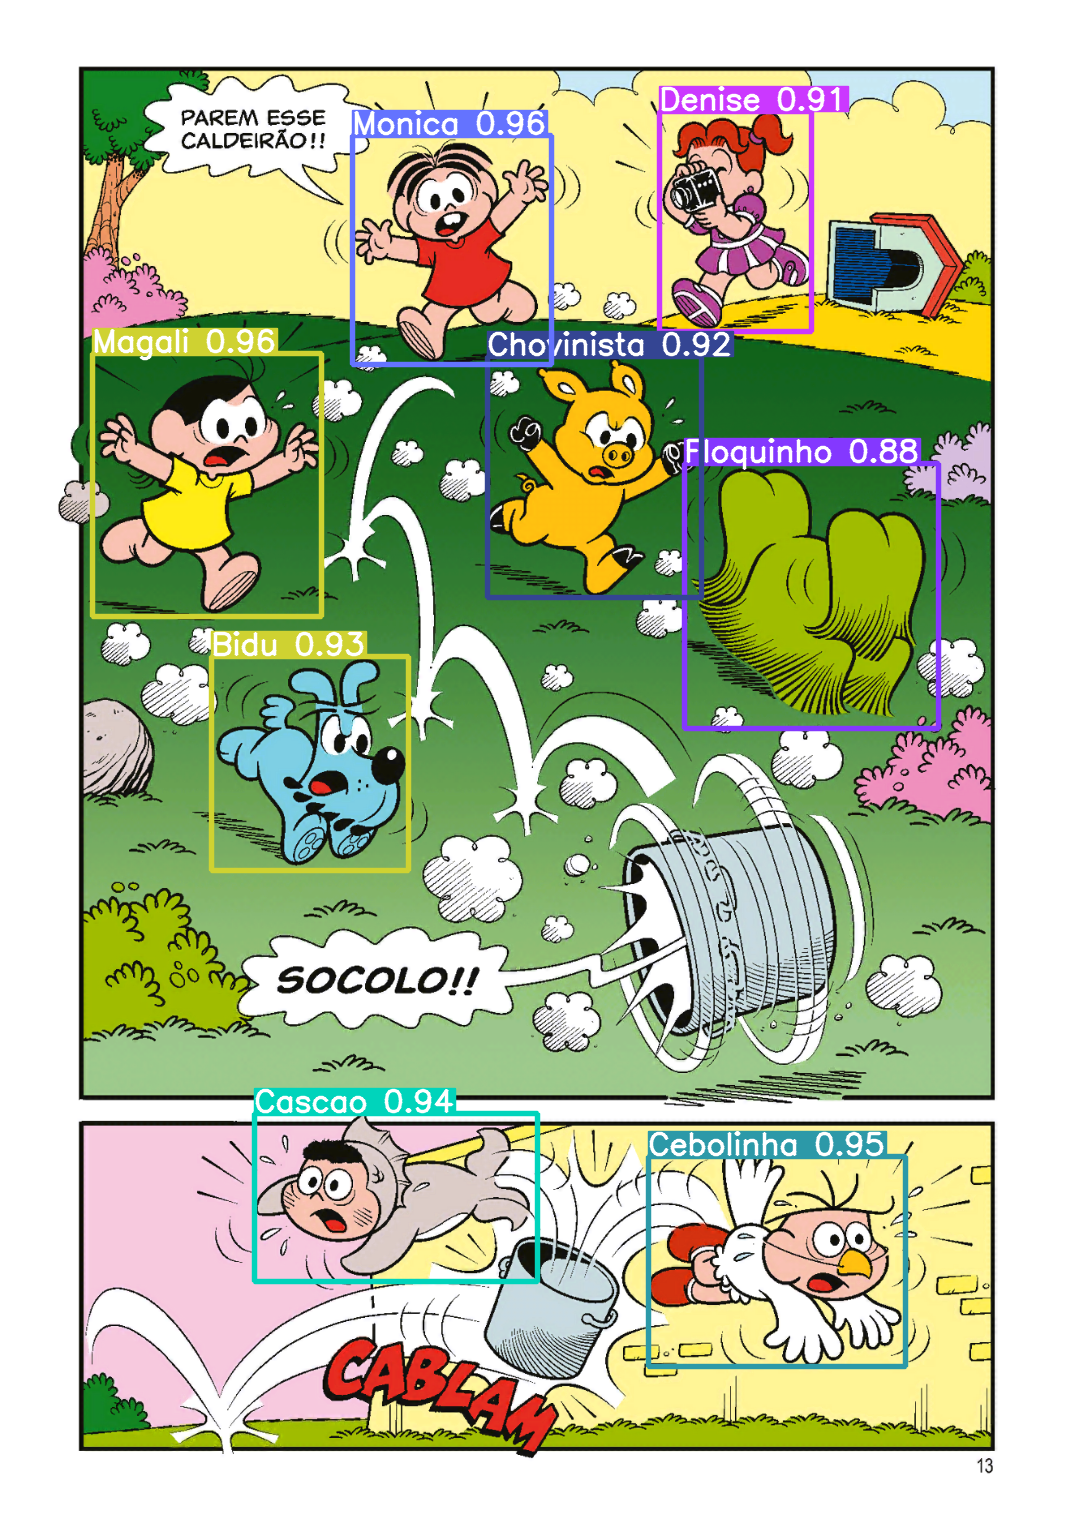 PAREM ESSE
CALDEIRÃO!!
Monica 0.96
Denise 0.91
Magali 0.96
Chovinista 0.92
Floquinho 0.88
Bidu 0.93
SOCOLO!!
Cascao 0.94
Cebolinha 0.95
CABLAM
13